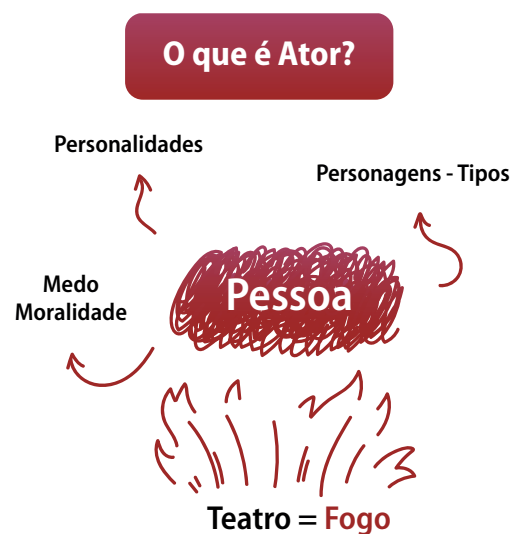 O que é Ator?
Personalidades
Personagens - Tipos
Medo
Moralidade
Pessoa
Teatro = Fogo